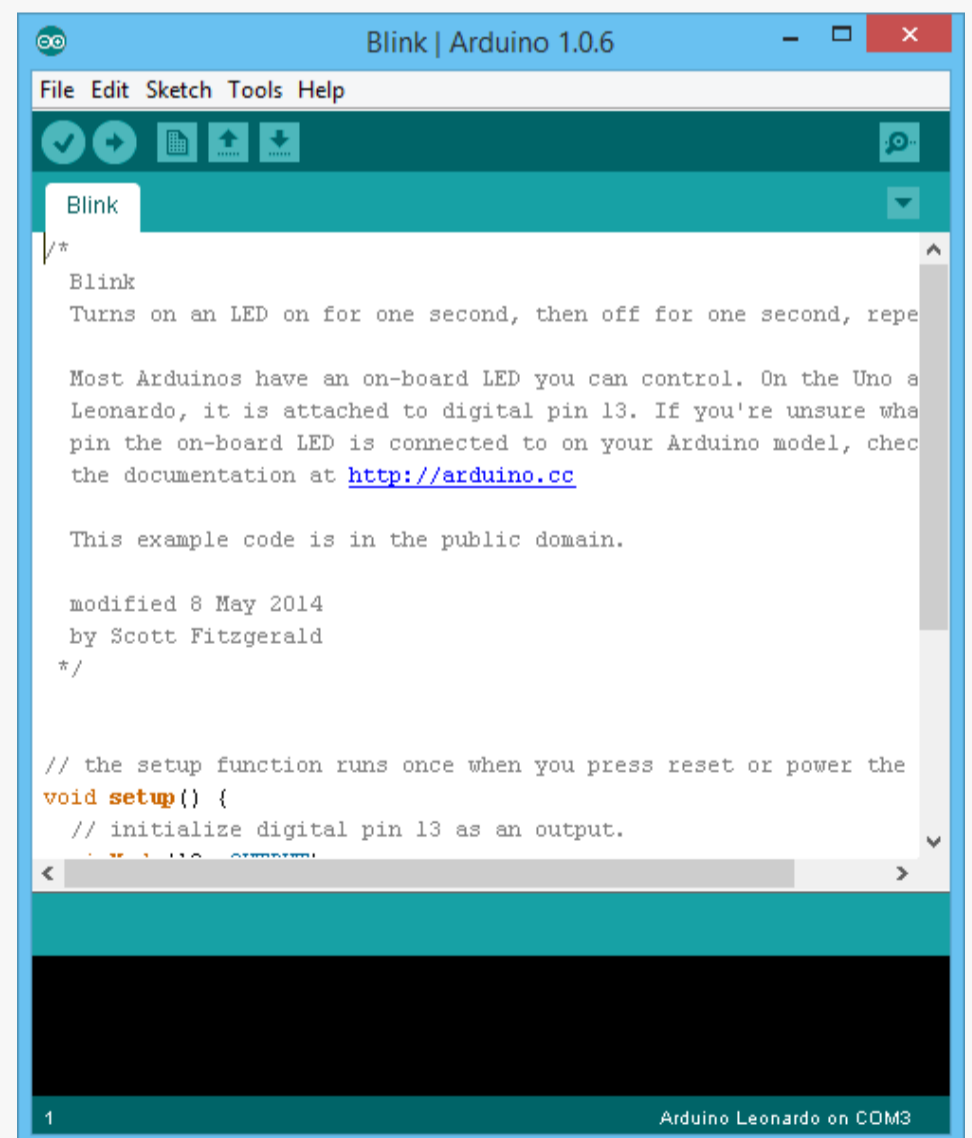 Blink | Arduino 1.0.6
File Edit Sketch Tools Help
Blink
/*
Blink
Turns on an LED on for one second, then off for one second, repe
Most Arduinos have an on-board LED you can control. On the Uno a
Leonardo, it is attached to digital pin 13. If you're unsure wha
pin the on-board LED is connected to on your Arduino model, chec
the documentation at http://arduino.cc
This example code is in the public domain.
modified 8 May 2014
by Scott Fitzgerald
*/
// the setup function runs once when you press reset or power the
void setup() {
// initialize digital pin 13 as an output.
1
Arduino Leonardo on COM3